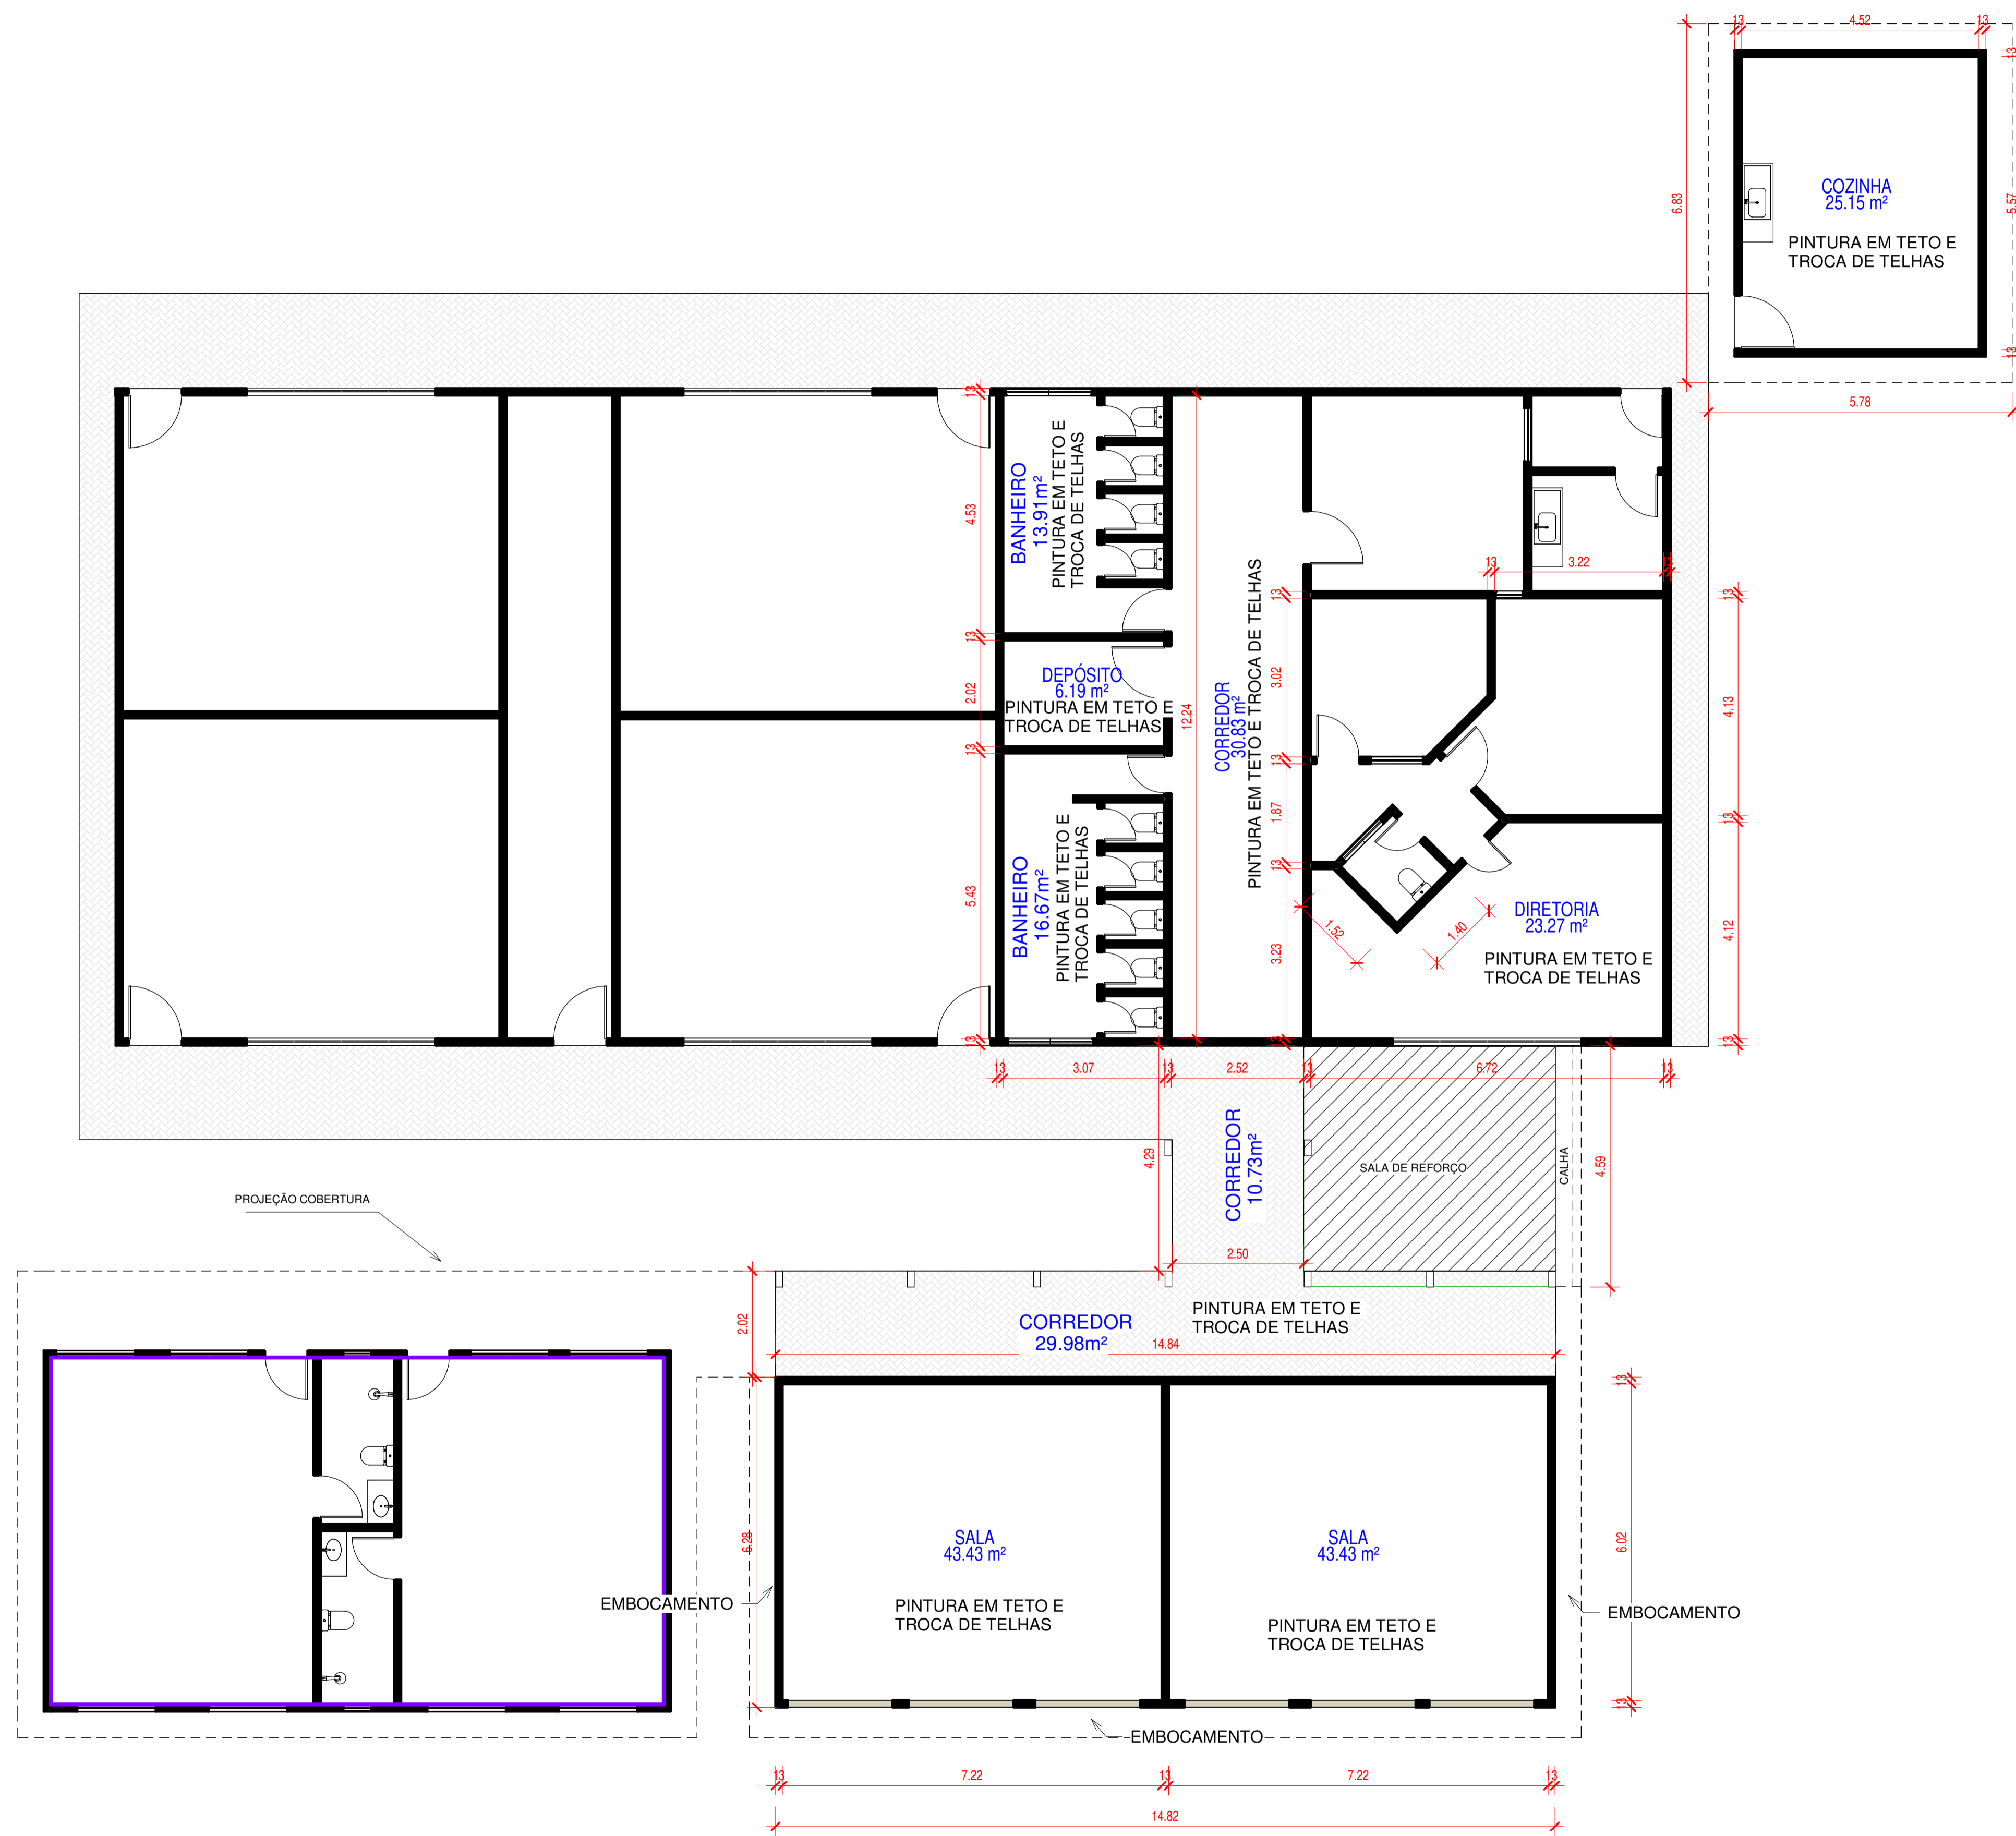 13
4.52
13
13
6.83
5.57
COZINHA
25.15 m²
PINTURA EM TETO E
TROCA DE TELHAS
13
5.78
13
4.53
BANHEIRO
13.91m²
PINTURA EM TETO E
TROCA DE TELHAS
13
DEPÓSITO
6.19 m²
PINTURA EM TETO E
TROCA DE TELHAS
2.02
13
12.24
CORREDOR
30.83 m²
PINTURA EM TETO E TROCA DE TELHAS
13
3.22
13
13
3.02
13
1.87
13
3.23
13
13
4.13
13
4.12
13
5.43
13
BANHEIRO
16.67m²
PINTURA EM TETO E
TROCA DE TELHAS
1.52
1.40
DIRETORIA
23.27 m²
PINTURA EM TETO E
TROCA DE TELHAS
13
3.07
13
2.52
13
6.72
13
4.29
CORREDOR
10.73m²
SALA DE REFORÇO
CALHA
4.59
2.50
PROJEÇÃO COBERTURA
2.02
CORREDOR
29.98m²
PINTURA EM TETO E
TROCA DE TELHAS
14.84
13
6.28
SALA
43.43 m²
SALA
43.43 m²
6.02
EMBOCAMENTO
PINTURA EM TETO E
TROCA DE TELHAS
PINTURA EM TETO E
TROCA DE TELHAS
EMBOCAMENTO
13
EMBOCAMENTO
13
7.22
13
7.22
13
14.82